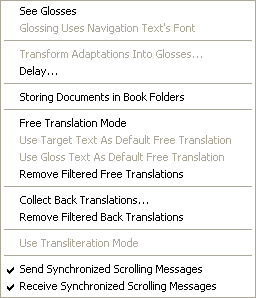 See Glosses
Glossing Uses Navigation Text's Font
Transform Adaptations Into Glosses...
Delay...
Storing Documents in Book Folders
Free Translation Mode
Use Target Text As Default Free Translation
Use Gloss Text As Default Free Translation
Remove Filtered Free Translations
Collect Back Translations...
Remove Filtered Back Translations
Use Transliteration Mode
Send Synchronized Scrolling Messages
Receive Synchronized Scrolling Messages